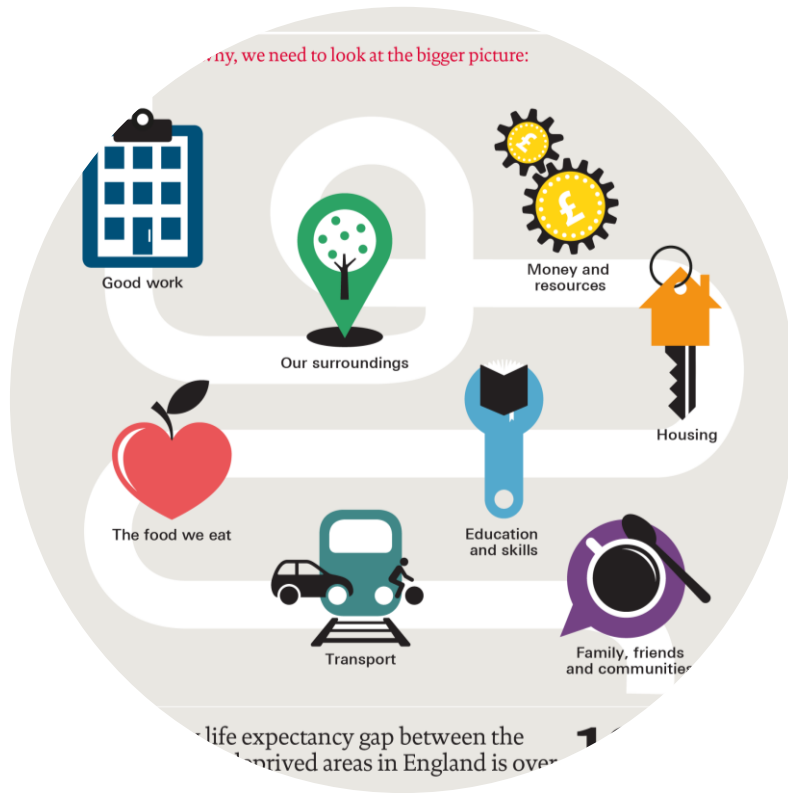 we need to look at the bigger picture:
Good work
Money and
resources
Our surroundings
Housing
The food we eat
Education
and skills
Transport
Family, friends
and communities
life expectancy gap between the
areas in England is over